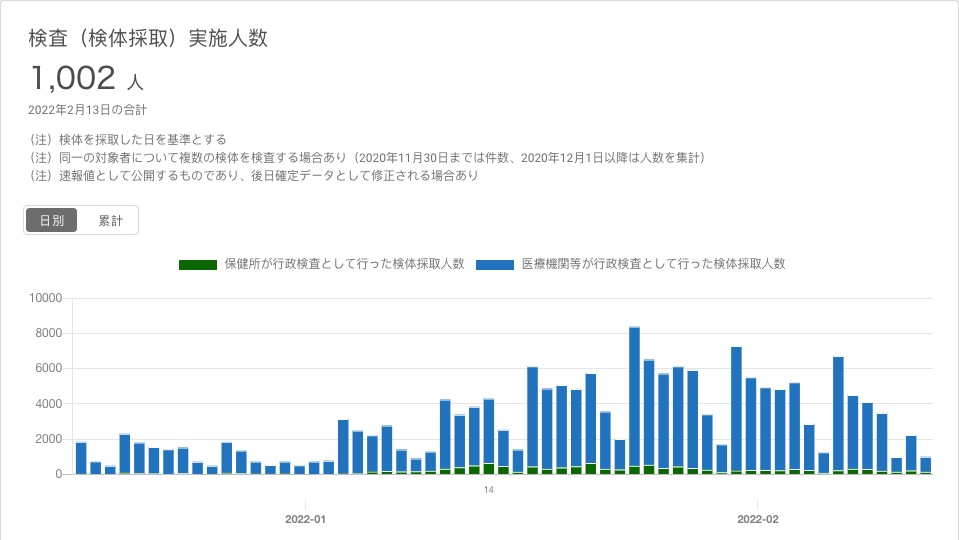 検査（検体採取）実施人数
1,002 人
2022年2月13日の合計
（注）検体を採取した日を基準とする
（注）同一の対象者について複数の検体を検査する場合あり（2020年11月30日までは件数、2020年12月1日以降は人数を集計）
（注）速報値として公開するものであり、後日確定データとして修正される場合あり
日別 累計
保健所が行政検査として行った検体採取人数 医療機関等が行政検査として行った検体採取人数
10000
8000
6000
4000
2000
0
14
2022-01 2022-02